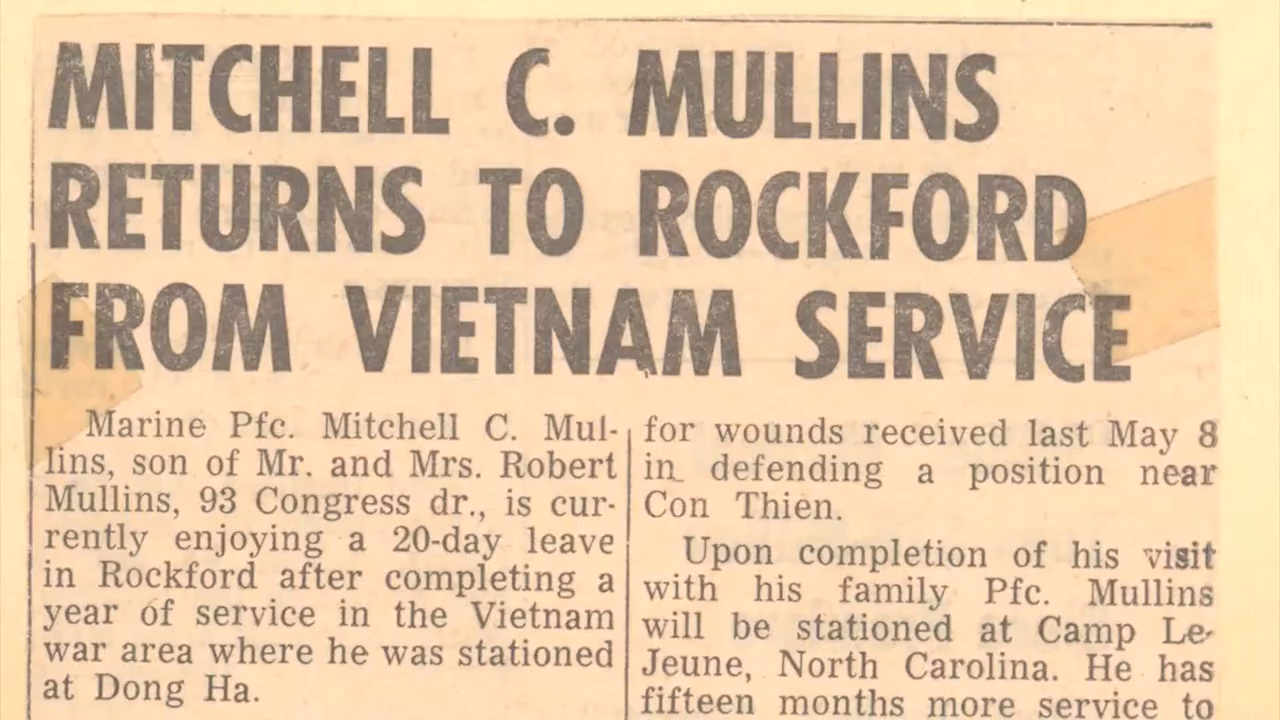 MITCHELL C. MULLINS
RETURNS TO ROCKFORD
FROM VIETNAM SERVICE
Marine Pfc. Mitchell C. Mul-
lins, son of Mr. and Mrs. Robert
Mullins, 93 Congress dr., is cur-
rently enjoying a 20-day leave
in Rockford after completing a
year of service in the Vietnam
war area where he was stationed
at Dong Ha.
for wounds received last May 8
in defending a position near
Con Thien.
Upon completion of his visit
with his family Pfc. Mullins
will be stationed at Camp Le-
Jeune, North Carolina. He has
fifteen months more service to